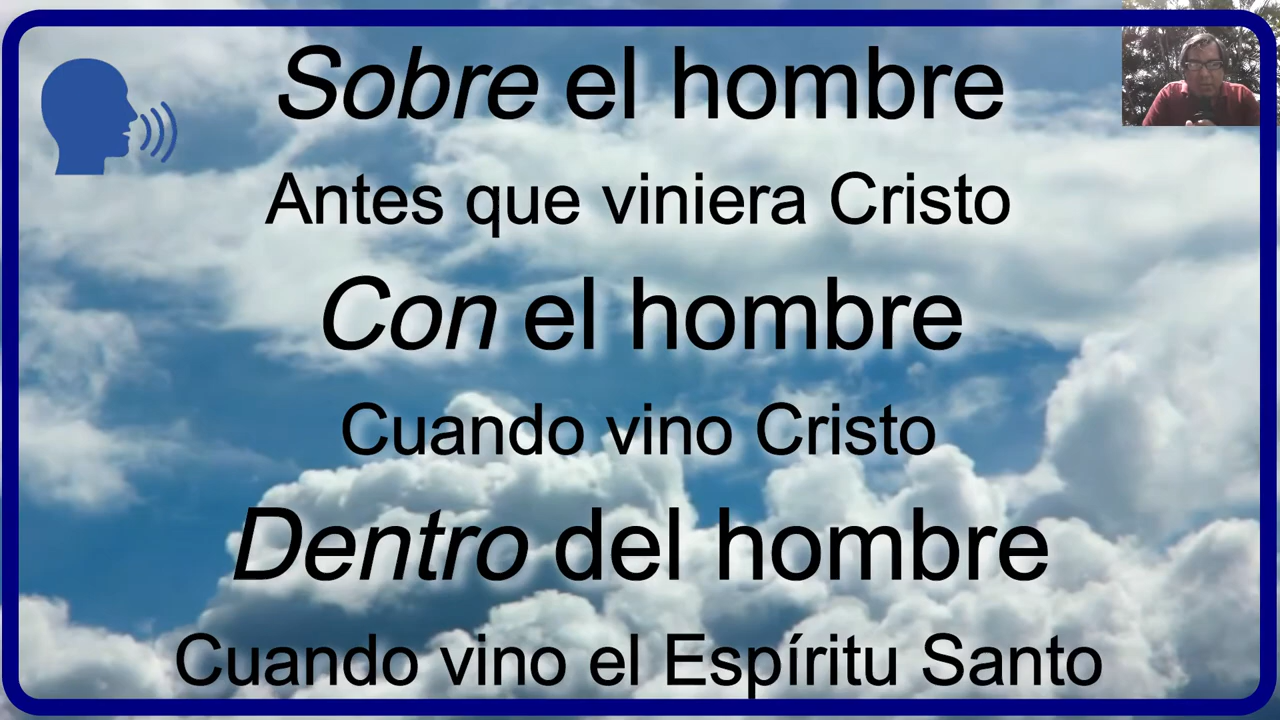 Sobre el hombre
Antes que viniera Cristo
Con el hombre
Cuando vino Cristo
Dentro del hombre
Cuando vino el Espíritu Santo